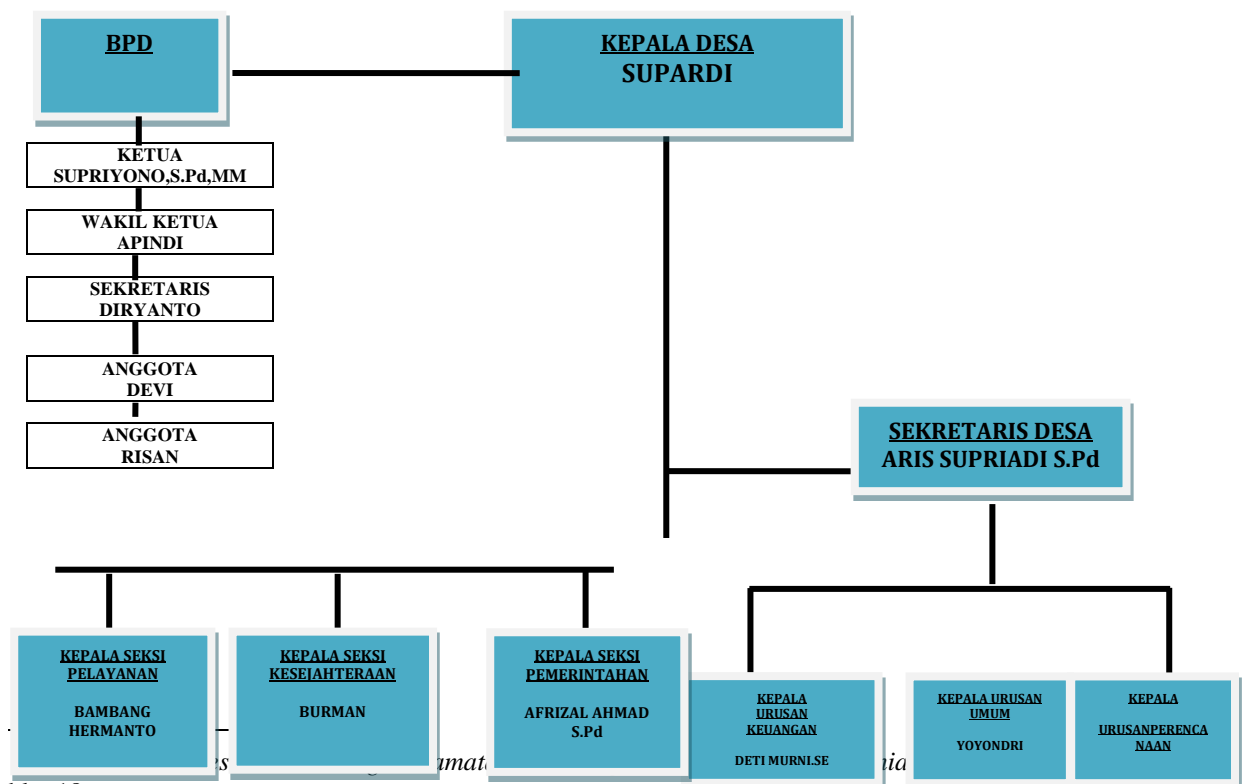 BPD
KEPALA DESA
SUPARDI
KETUA
SUPRIYONO,S.Pd,MM
WAKIL KETUA
APINDI
SEKRETARIS
DIRYANTO
ANGGOTA
DEVI
ANGGOTA
RISAN
SEKRETARIS DESA
ARIS SUPRIADI S.Pd
KEPALA SEKSI
PELAYANAN
BAMBANG
HERMANTO
KEPALA SEKSI
KESEJAHTERAAN
BURMAN
KEPALA SEKSI
PEMERINTAHAN
AFRIZAL AHMAD
S.Pd
KEPALA
URUSAN
KEUANGAN
DETI MURNI.SE
KEPALA URUSAN
UMUM
YOYONDRI
KEPALA
URUSANPERENCA
NAAN